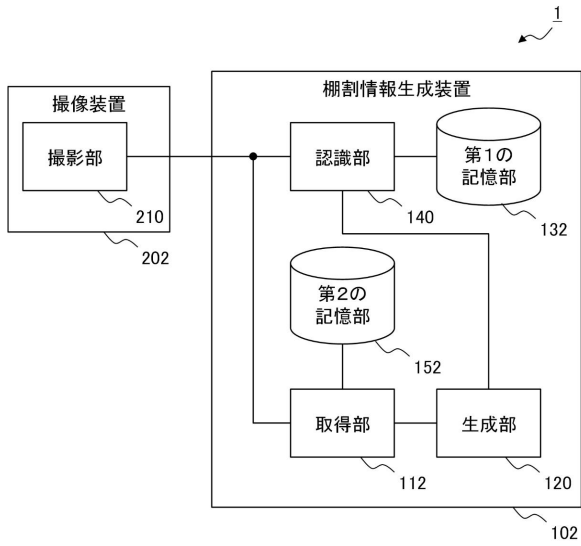 1
撮像装置
撮影部
210
202
棚割情報生成装置
認識部
140
第1の
記憶部
132
第2の
記憶部
152
取得部
112
生成部
120
102